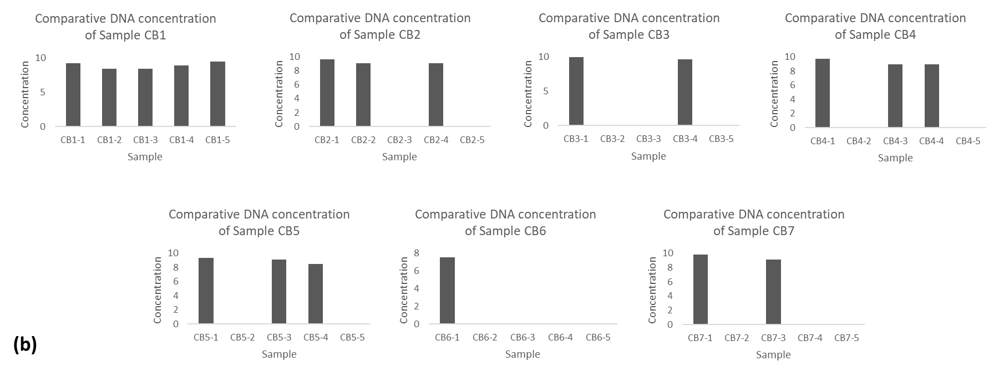 Comparative DNA concentration
of Sample CB1
10
5
0
Concentration
CB1-1 CB1-2 CB1-3 CB1-4 CB1-5
Sample
Comparative DNA concentration
of Sample CB2
10
8
6
4
2
0
Concentration
CB2-1 CB2-2 CB2-3 CB2-4 CB2-5
Sample
Comparative DNA concentration
of Sample CB3
10
5
0
Concentration
CB3-1 CB3-2 CB3-3 CB3-4 CB3-5
Sample
Comparative DNA concentration
of Sample CB4
10
8
6
4
2
0
Concentration
CB4-1 CB4-2 CB4-3 CB4-4 CB4-5
Sample
Comparative DNA concentration
of Sample CB5
10
8
6
4
2
0
Concentration
CB5-1 CB5-2 CB5-3 CB5-4 CB5-5
Sample
Comparative DNA concentration
of Sample CB6
8
6
4
2
0
Concentration
CB6-1 CB6-2 CB6-3 CB6-4 CB6-5
Sample
Comparative DNA concentration
of Sample CB7
10
8
6
4
2
0
Concentration
CB7-1 CB7-2 CB7-3 CB7-4 CB7-5
Sample
(b)